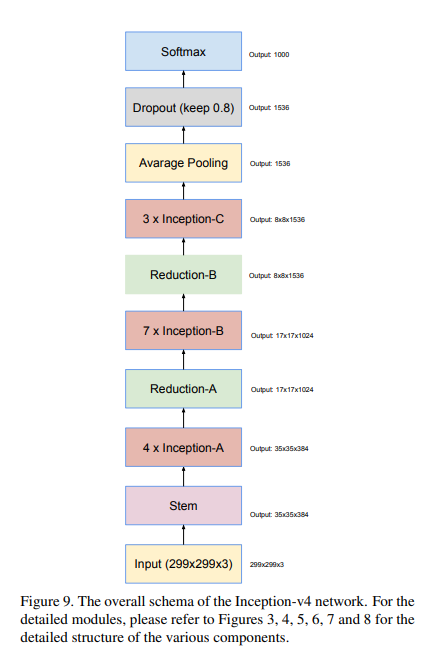 Softmax
Output: 1000
Dropout (keep 0.8)
Output: 1536
Avarage Pooling
Output: 1536
3 x Inception-C
Output: 8x8x1536
Reduction-B
Output: 8x8x1536
7 x Inception-B
Output: 17x17x1024
Reduction-A
Output: 17x17x1024
4 x Inception-A
Output: 35x35x384
Stem
Output: 35x35x384
Input (299x299x3)
299x299x3
Figure 9. The overall schema of the Inception-v4 network. For the
detailed modules, please refer to Figures 3, 4, 5, 6, 7 and 8 for the
detailed structure of the various components.